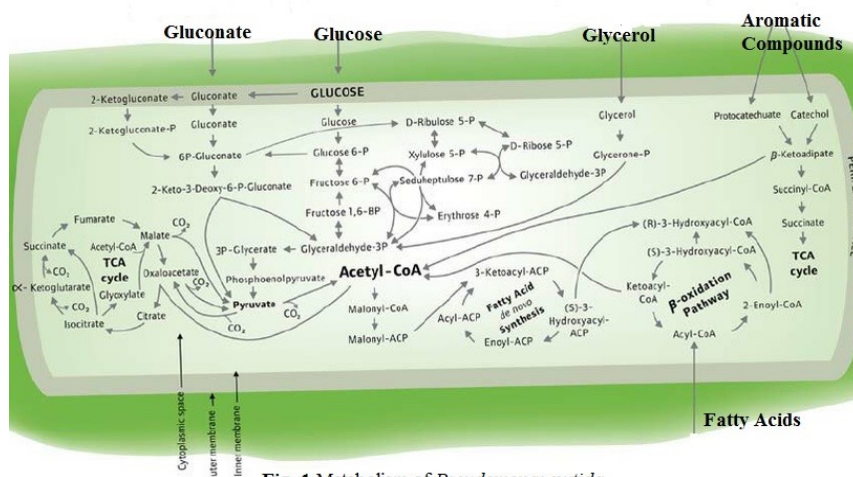 Gluconate
Glucose
Glycerol
Aromatic
Compounds
2-Ketogluconate
Gluconate
GLUCOSE
2-Ketogluconate-P
Gluconate
Glucose
D-Ribulose 5-P
Glycerol
Protocatechuate
Catechol
6P-Gluconate
Glucose 6-P
Xylulose 5-P
D-Ribose 5-P
Glycerone-P
β-Ketoadipate
2-Keto-3-Deoxy-6-P-Gluconate
Fructose 6-P
Seduheptulose 7-P
Glyceraldehyde-3P
Succinyl-CoA
Fructose 1,6-BP
Erythrose 4-P
Fumarate
Malate
CO₂
3P-Glycerate
Glyceraldehyde-3P
(R)-3-Hydroxyacyl-CoA
Succinate
Succinate
Acetyl-CoA
TCA
cycle
Oxaloacetate
CO₂
Phosphoenolpyruvate
Acetyl-CoA
3-Ketoacyl-ACP
(S)-3-Hydroxyacyl-CoA
TCA
cycle
CO₂
α- Ketoglutarate
Glyoxylate
Pyruvate
CO₂
Malonyl-CoA
Fatty Acid
de novo
Synthesis
Ketoacyl-
CoA
β-oxidation
Pathway
2-Enoyl-CoA
CO₂
Isocitrate
Citrate
CO₂
Acyl-ACP
(S)-3-
Hydroxyacyl-
ACP
Malonyl-ACP
Enoyl-ACP
Acyl-CoA
Cytoplasmic space
uter membrane
Inner membrane
Fatty Acids